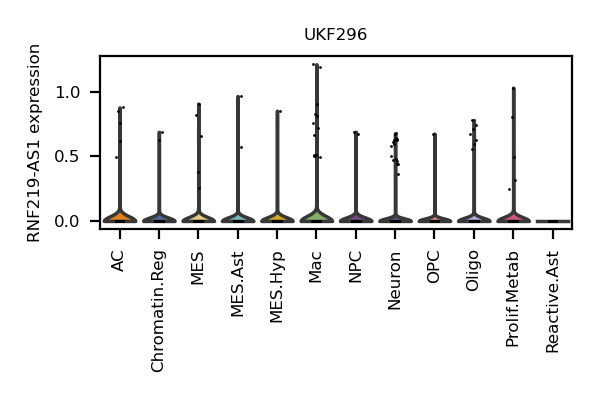 UKF296
RNF219-AS1 expression
1.0
0.5
0.0
AC
Chromatin.Reg
MES
MES.Ast
MES.Hyp
Mac
NPC
Neuron
OPC
Oligo
Prolif.Metab
Reactive.Ast